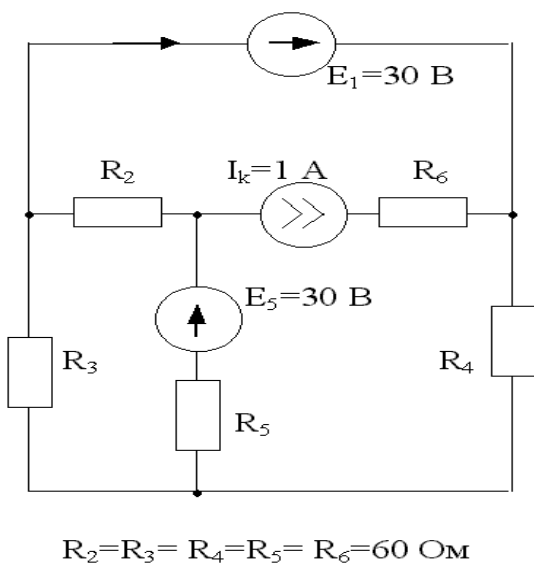 E₁=30 В
R₂
I_k=1 А
R₆
E₅=30 В
R₃
R₄
R₅
R₂=R₃= R₄=R₅= R₆=60 Ом